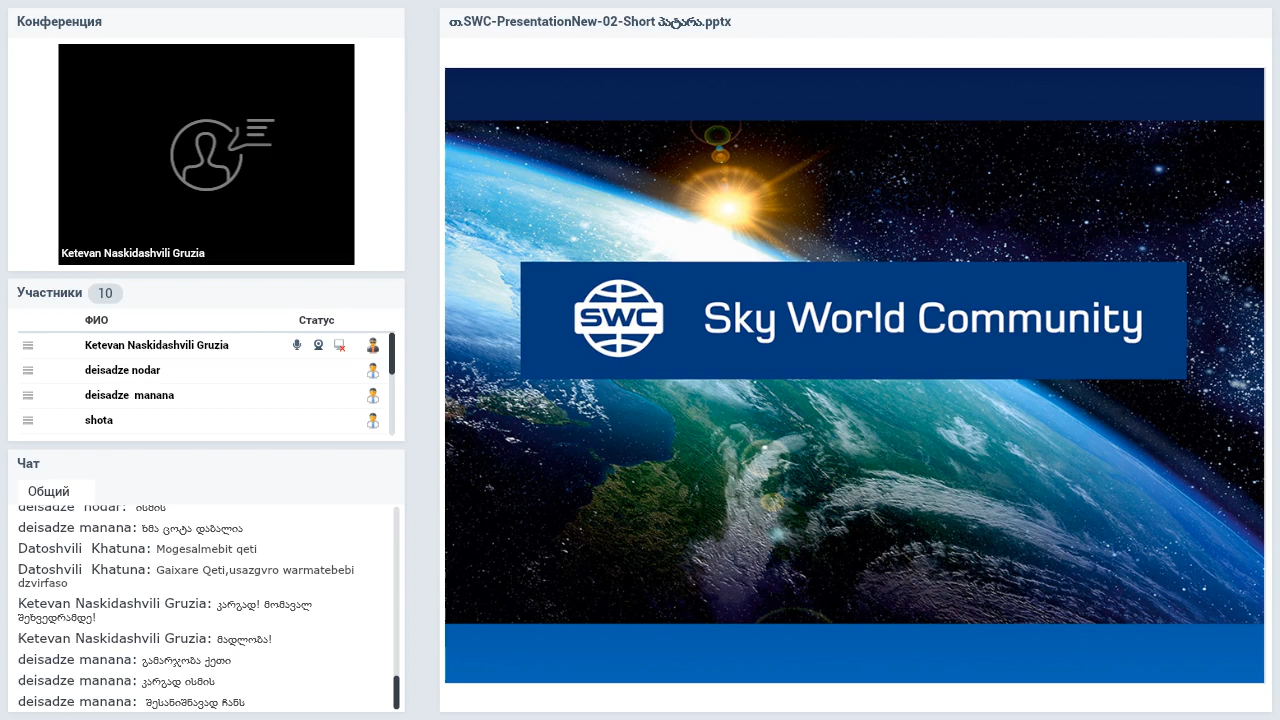 Конференция
Ketevan Naskidashvili Gruzia
Участники 10
ФИО Статус
Ketevan Naskidashvili Gruzia
deisadze nodar
deisadze manana
shota
Чат
Общий
deisadze nodar: ისმის
deisadze manana: ხმა ცოტა დაბალია
Datoshvili Khatuna: Mogesalmebit qeti
Datoshvili Khatuna: Gaixare Qeti,usazgvro warmatebebi
dzvirfaso
Ketevan Naskidashvili Gruzia: კარგად! მომავალ
შეხვედრამდე!
Ketevan Naskidashvili Gruzia: მადლობა!
deisadze manana: გამარჯობა ქეთი
deisadze manana: კარგად ისმის
deisadze manana: შესანიშნავად ჩანს
თ.SWC-PresentationNew-02-Short პატარა.pptx
SWC Sky World Community